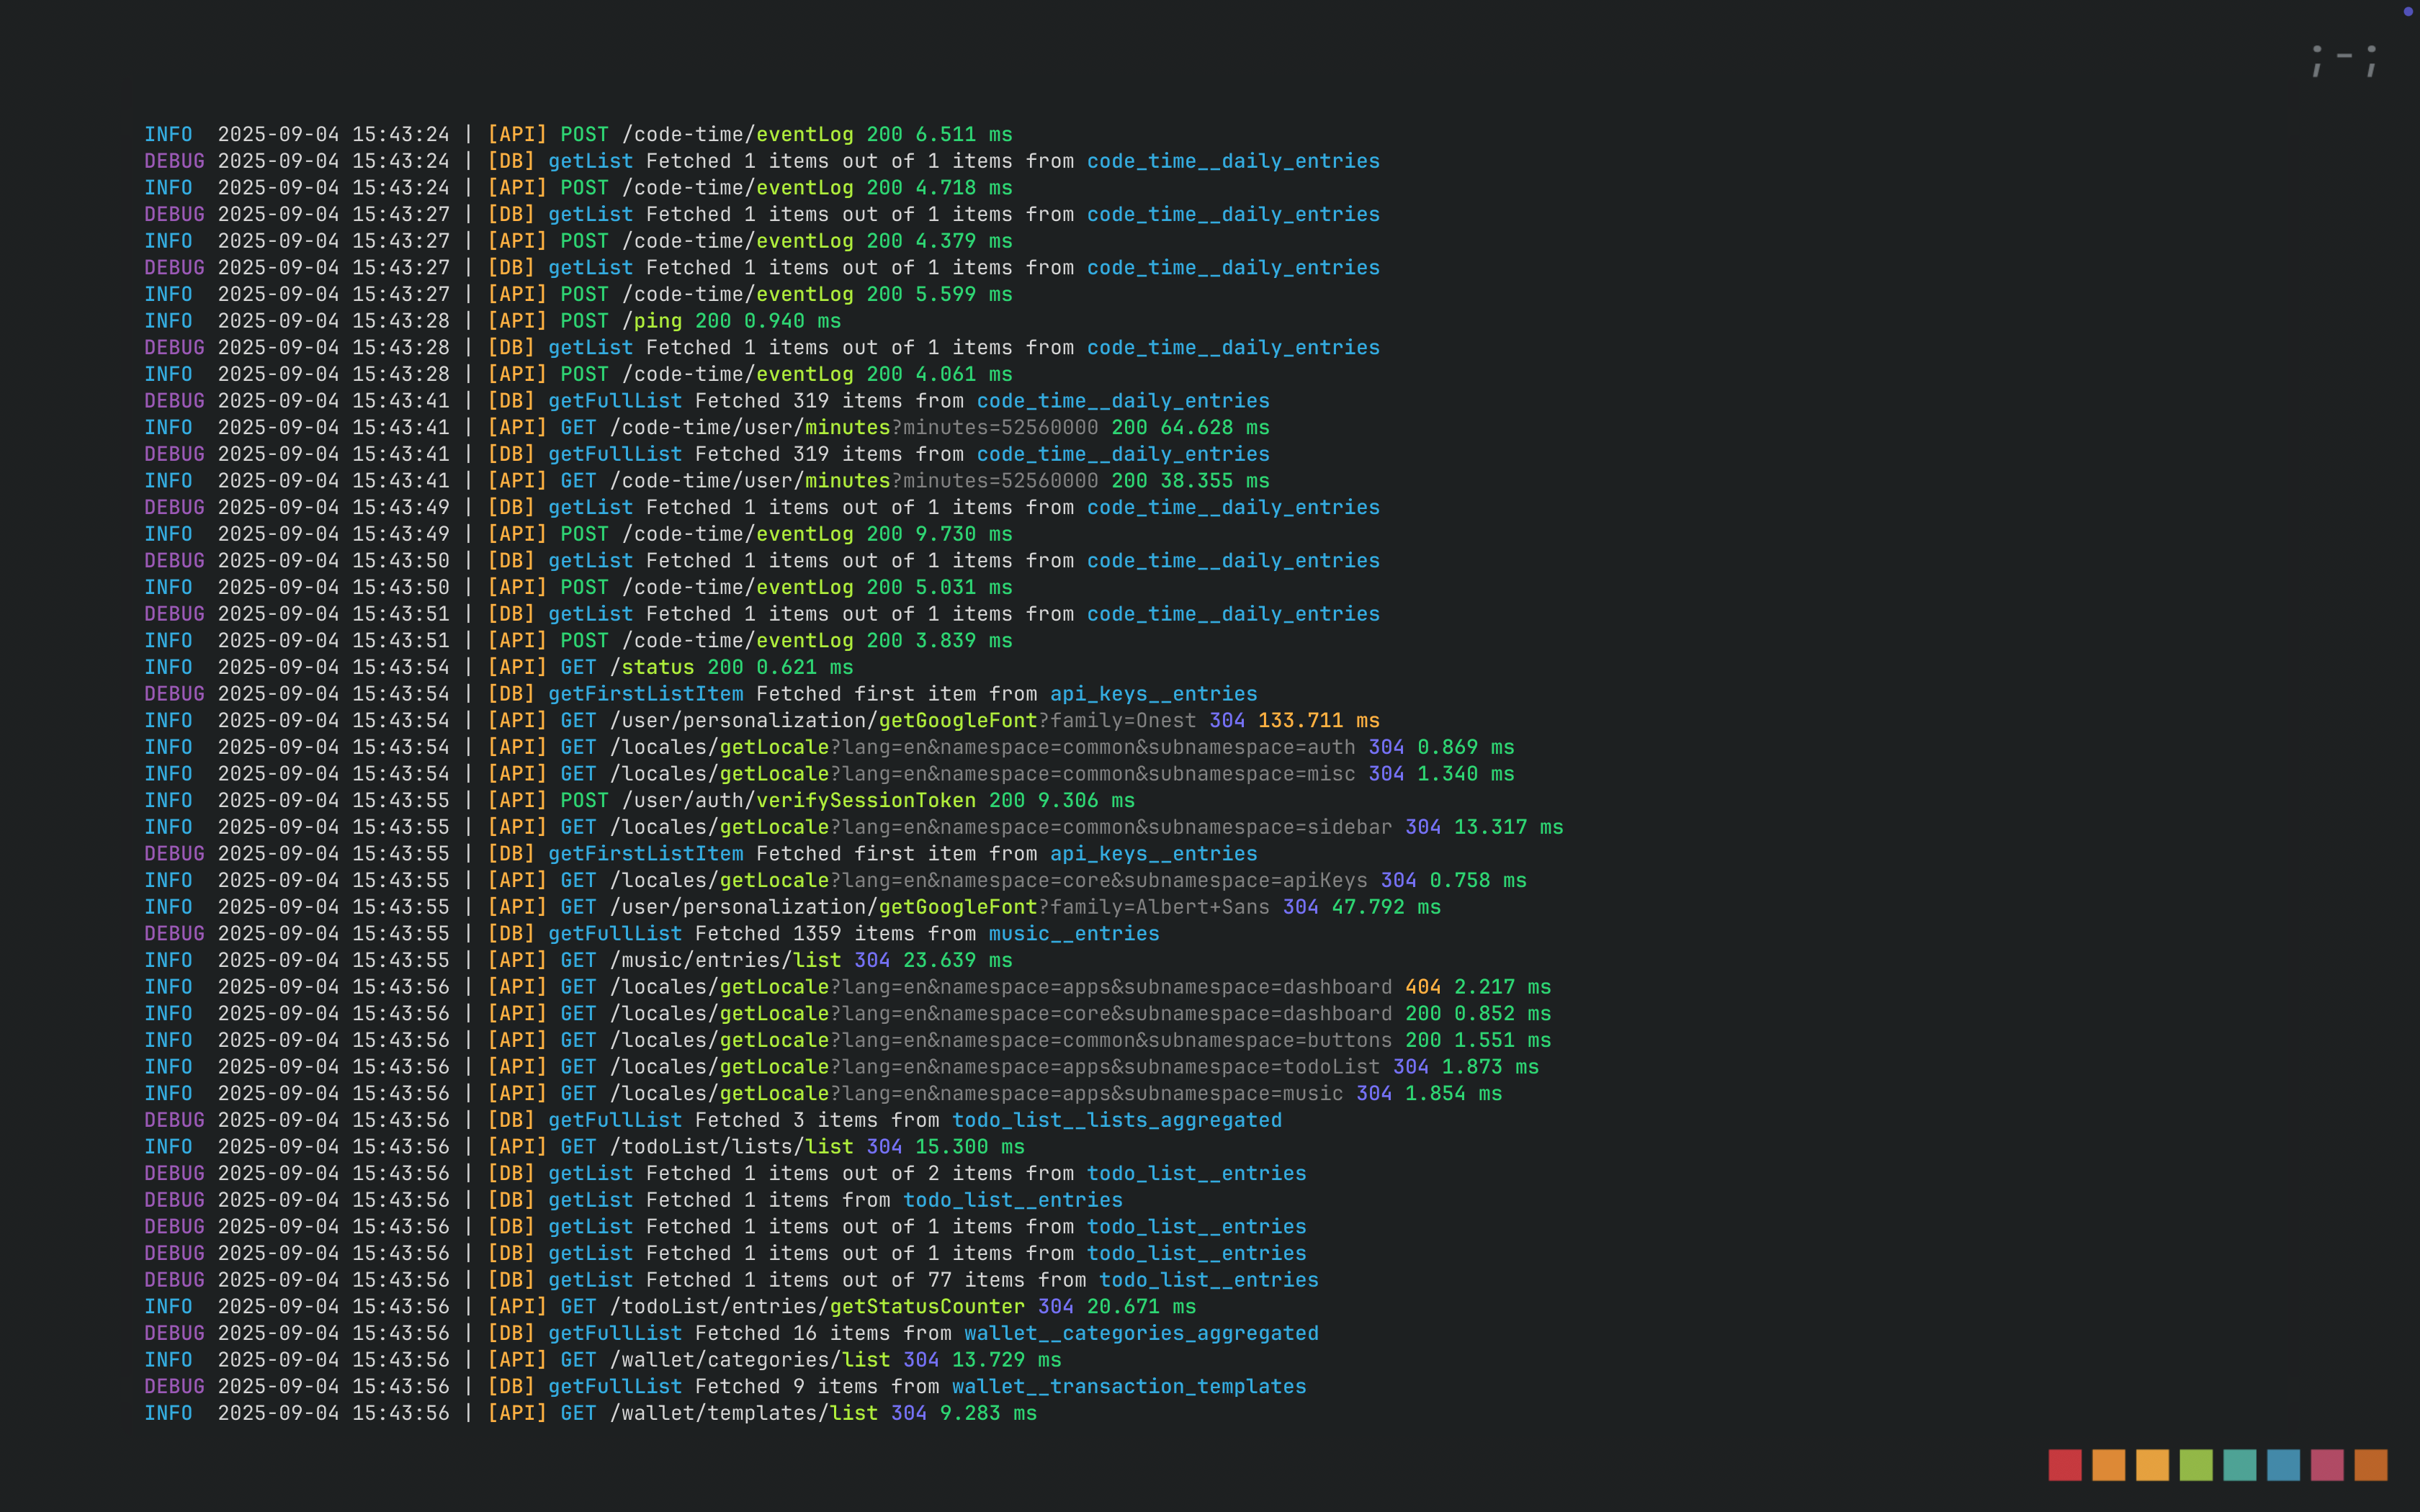 ;-;
INFO  2025-09-04 15:43:24 | [API] POST /code-time/eventLog 200 6.511 ms
DEBUG 2025-09-04 15:43:24 | [DB] getList Fetched 1 items out of 1 items from code_time__daily_entries
INFO  2025-09-04 15:43:24 | [API] POST /code-time/eventLog 200 4.718 ms
DEBUG 2025-09-04 15:43:27 | [DB] getList Fetched 1 items out of 1 items from code_time__daily_entries
INFO  2025-09-04 15:43:27 | [API] POST /code-time/eventLog 200 4.379 ms
DEBUG 2025-09-04 15:43:27 | [DB] getList Fetched 1 items out of 1 items from code_time__daily_entries
INFO  2025-09-04 15:43:27 | [API] POST /code-time/eventLog 200 5.599 ms
INFO  2025-09-04 15:43:28 | [API] POST /ping 200 0.940 ms
DEBUG 2025-09-04 15:43:28 | [DB] getList Fetched 1 items out of 1 items from code_time__daily_entries
INFO  2025-09-04 15:43:28 | [API] POST /code-time/eventLog 200 4.061 ms
DEBUG 2025-09-04 15:43:41 | [DB] getFullList Fetched 319 items from code_time__daily_entries
INFO  2025-09-04 15:43:41 | [API] GET /code-time/user/minutes?minutes=52560000 200 64.628 ms
DEBUG 2025-09-04 15:43:41 | [DB] getFullList Fetched 319 items from code_time__daily_entries
INFO  2025-09-04 15:43:41 | [API] GET /code-time/user/minutes?minutes=52560000 200 38.355 ms
DEBUG 2025-09-04 15:43:49 | [DB] getList Fetched 1 items out of 1 items from code_time__daily_entries
INFO  2025-09-04 15:43:49 | [API] POST /code-time/eventLog 200 9.730 ms
DEBUG 2025-09-04 15:43:50 | [DB] getList Fetched 1 items out of 1 items from code_time__daily_entries
INFO  2025-09-04 15:43:50 | [API] POST /code-time/eventLog 200 5.031 ms
DEBUG 2025-09-04 15:43:51 | [DB] getList Fetched 1 items out of 1 items from code_time__daily_entries
INFO  2025-09-04 15:43:51 | [API] POST /code-time/eventLog 200 3.839 ms
INFO  2025-09-04 15:43:54 | [API] GET /status 200 0.621 ms
DEBUG 2025-09-04 15:43:54 | [DB] getFirstListItem Fetched first item from api_keys__entries
INFO  2025-09-04 15:43:54 | [API] GET /user/personalization/getGoogleFont?family=Onest 304 133.711 ms
INFO  2025-09-04 15:43:54 | [API] GET /locales/getLocale?lang=en&namespace=common&subnamespace=auth 304 0.869 ms
INFO  2025-09-04 15:43:54 | [API] GET /locales/getLocale?lang=en&namespace=common&subnamespace=misc 304 1.340 ms
INFO  2025-09-04 15:43:55 | [API] POST /user/auth/verifySessionToken 200 9.306 ms
INFO  2025-09-04 15:43:55 | [API] GET /locales/getLocale?lang=en&namespace=common&subnamespace=sidebar 304 13.317 ms
DEBUG 2025-09-04 15:43:55 | [DB] getFirstListItem Fetched first item from api_keys__entries
INFO  2025-09-04 15:43:55 | [API] GET /locales/getLocale?lang=en&namespace=core&subnamespace=apiKeys 304 0.758 ms
INFO  2025-09-04 15:43:55 | [API] GET /user/personalization/getGoogleFont?family=Albert+Sans 304 47.792 ms
DEBUG 2025-09-04 15:43:55 | [DB] getFullList Fetched 1359 items from music__entries
INFO  2025-09-04 15:43:55 | [API] GET /music/entries/list 304 23.639 ms
INFO  2025-09-04 15:43:56 | [API] GET /locales/getLocale?lang=en&namespace=apps&subnamespace=dashboard 404 2.217 ms
INFO  2025-09-04 15:43:56 | [API] GET /locales/getLocale?lang=en&namespace=core&subnamespace=dashboard 200 0.852 ms
INFO  2025-09-04 15:43:56 | [API] GET /locales/getLocale?lang=en&namespace=common&subnamespace=buttons 200 1.551 ms
INFO  2025-09-04 15:43:56 | [API] GET /locales/getLocale?lang=en&namespace=apps&subnamespace=todoList 304 1.873 ms
INFO  2025-09-04 15:43:56 | [API] GET /locales/getLocale?lang=en&namespace=apps&subnamespace=music 304 1.854 ms
DEBUG 2025-09-04 15:43:56 | [DB] getFullList Fetched 3 items from todo_list__lists_aggregated
INFO  2025-09-04 15:43:56 | [API] GET /todoList/lists/list 304 15.300 ms
DEBUG 2025-09-04 15:43:56 | [DB] getList Fetched 1 items out of 2 items from todo_list__entries
DEBUG 2025-09-04 15:43:56 | [DB] getList Fetched 1 items from todo_list__entries
DEBUG 2025-09-04 15:43:56 | [DB] getList Fetched 1 items out of 1 items from todo_list__entries
DEBUG 2025-09-04 15:43:56 | [DB] getList Fetched 1 items out of 1 items from todo_list__entries
DEBUG 2025-09-04 15:43:56 | [DB] getList Fetched 1 items out of 77 items from todo_list__entries
INFO  2025-09-04 15:43:56 | [API] GET /todoList/entries/getStatusCounter 304 20.671 ms
DEBUG 2025-09-04 15:43:56 | [DB] getFullList Fetched 16 items from wallet__categories_aggregated
INFO  2025-09-04 15:43:56 | [API] GET /wallet/categories/list 304 13.729 ms
DEBUG 2025-09-04 15:43:56 | [DB] getFullList Fetched 9 items from wallet__transaction_templates
INFO  2025-09-04 15:43:56 | [API] GET /wallet/templates/list 304 9.283 ms